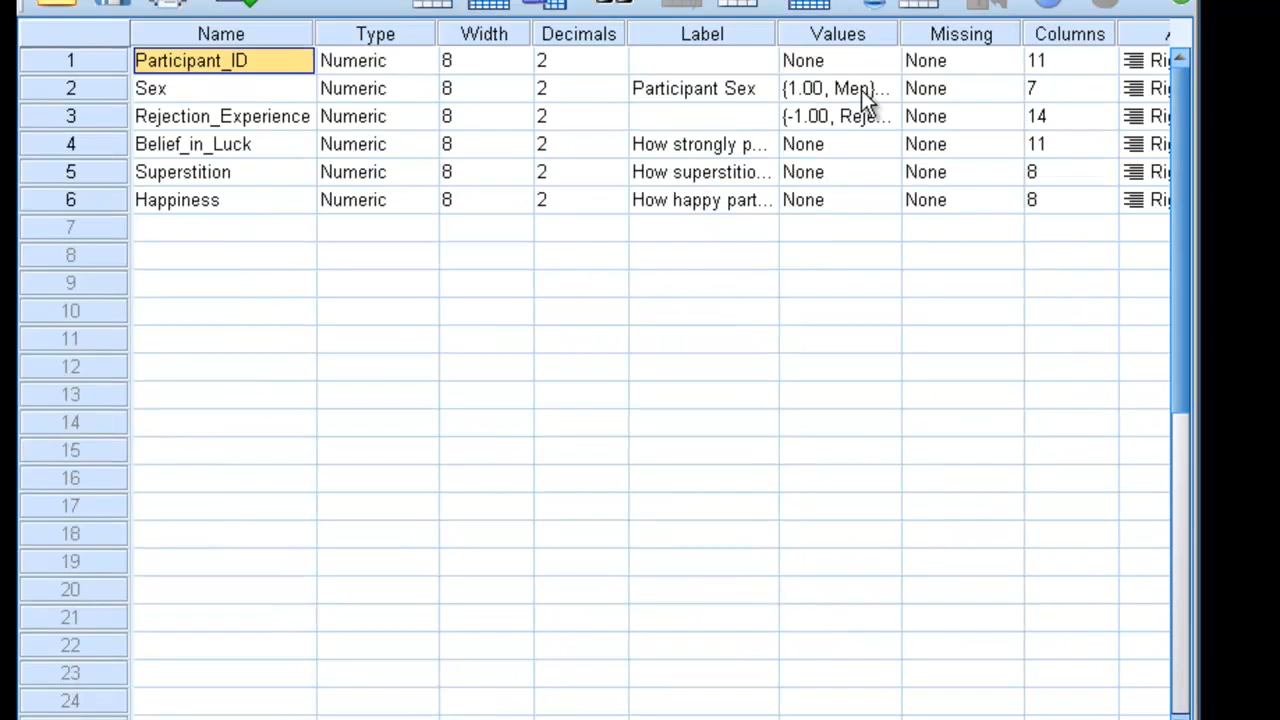 Name Type Width Decimals Label Values Missing Columns
1 Participant_ID Numeric 8 2 None None 11
2 Sex Numeric 8 2 Participant Sex {1.00, Men}... None 7
3 Rejection_Experience Numeric 8 2 {-1.00, Reje... None 14
4 Belief_in_Luck Numeric 8 2 How strongly p... None None 11
5 Superstition Numeric 8 2 How superstitio... None None 8
6 Happiness Numeric 8 2 How happy part... None None 8
7
8
9
10
11
12
13
14
15
16
17
18
19
20
21
22
23
24